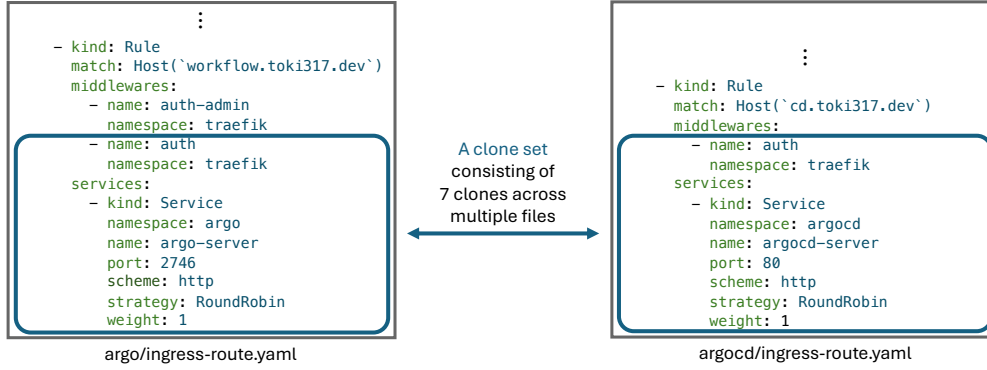 ⋮
- kind: Rule
match: Host(`workflow.toki317.dev`)
middlewares:
- name: auth-admin
namespace: traefik
- name: auth
namespace: traefik
services:
- kind: Service
namespace: argo
name: argo-server
port: 2746
scheme: http
strategy: RoundRobin
weight: 1
argo/ingress-route.yaml
A clone set
consisting of
7 clones across
multiple files
⋮
- kind: Rule
match: Host(`cd.toki317.dev`)
middlewares:
- name: auth
namespace: traefik
services:
- kind: Service
namespace: argocd
name: argocd-server
port: 80
scheme: http
strategy: RoundRobin
weight: 1
argocd/ingress-route.yaml